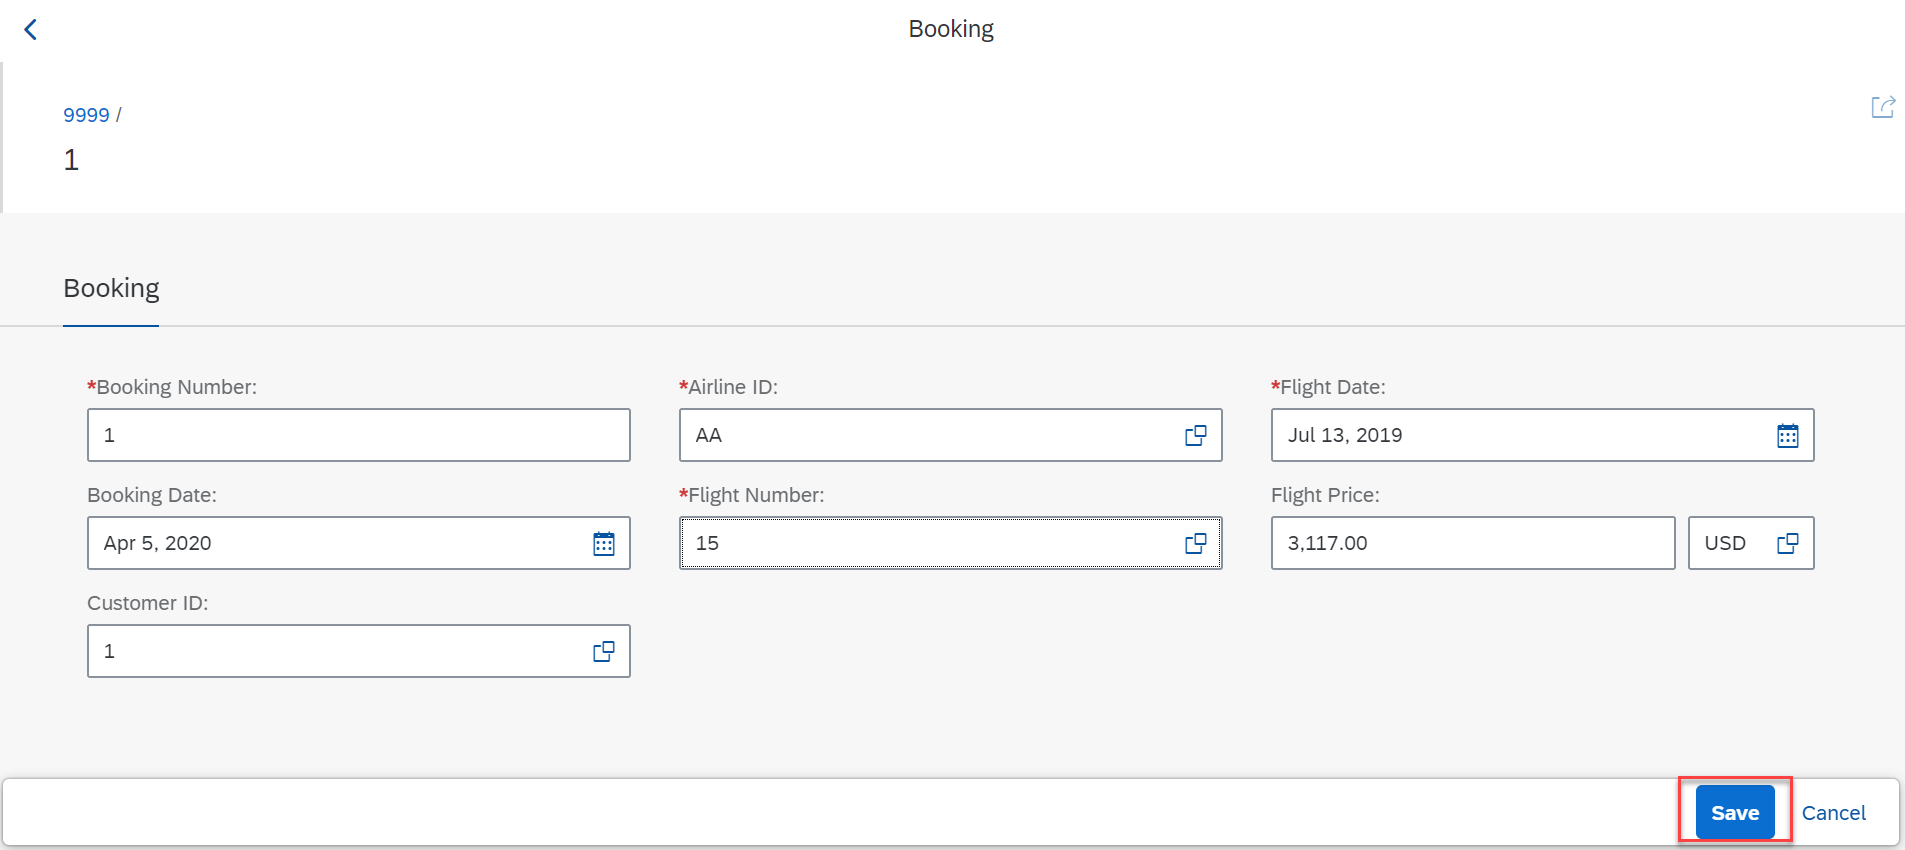 Booking
9999 /
1
Booking
*Booking Number:
1
*Airline ID:
AA
*Flight Date:
Jul 13, 2019
Booking Date:
Apr 5, 2020
*Flight Number:
15
Flight Price:
3,117.00 USD
Customer ID:
1
Save Cancel